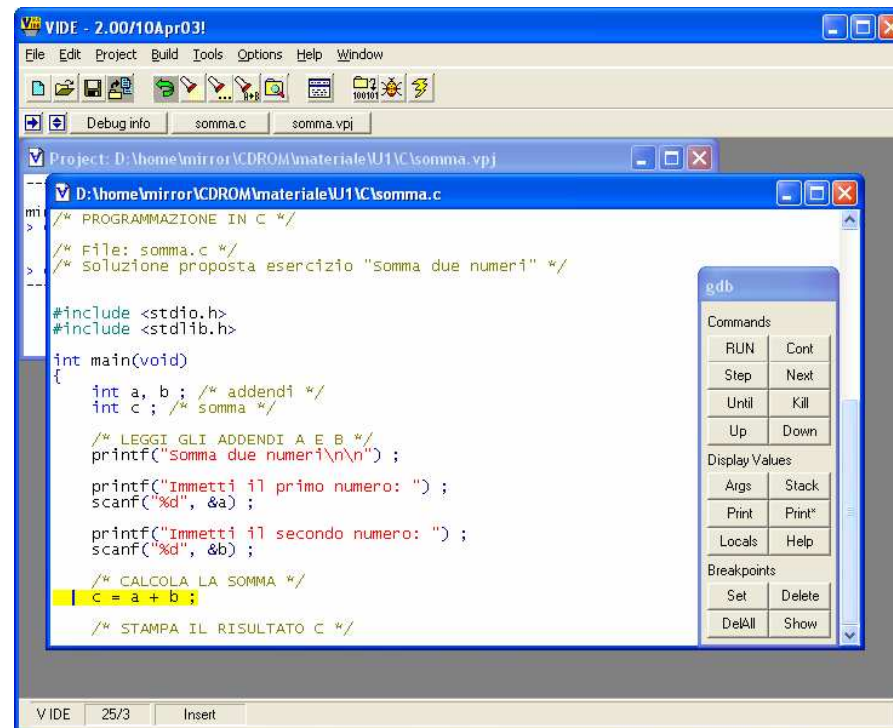 VIDE - 2.00/10Apr03!
File Edit Project Build Tools Options Help Window
A+B
100101
Debug info somma.c somma.vpj
Project: D:\home\mirror\CDROM\materiale\U1\C\somma.vpj
D:\home\mirror\CDROM\materiale\U1\C\somma.c
/* PROGRAMMAZIONE IN C */
/* File: somma.c */
/* Soluzione proposta esercizio "Somma due numeri" */
#include <stdio.h>
#include <stdlib.h>
int main(void)
{
int a, b ; /* addendi */
int c ; /* somma */
/* LEGGI GLI ADDENDI A E B */
printf("Somma due numeri\n\n") ;
printf("Immetti il primo numero: ") ;
scanf("%d", &a) ;
printf("Immetti il secondo numero: ") ;
scanf("%d", &b) ;
/* CALCOLA LA SOMMA */
c = a + b ;
/* STAMPA IL RISULTATO C */
gdb
Commands
RUN Cont
Step Next
Until Kill
Up Down
Display Values
Args Stack
Print Print*
Locals Help
Breakpoints
Set Delete
DelAll Show
VIDE 25/3 Insert